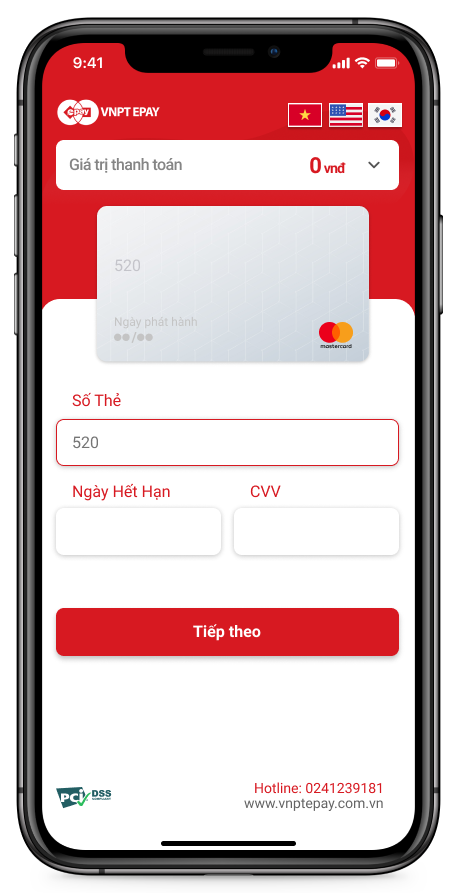 9:41
epay VNPT EPAY
Giá trị thanh toán 0 vnđ
520
Ngày phát hành
●●/●●
mastercard
Số Thẻ
520
Ngày Hết Hạn CVV
Tiếp theo
PCI DSS
COMPLIANT
Hotline: 0241239181
www.vnptepay.com.vn